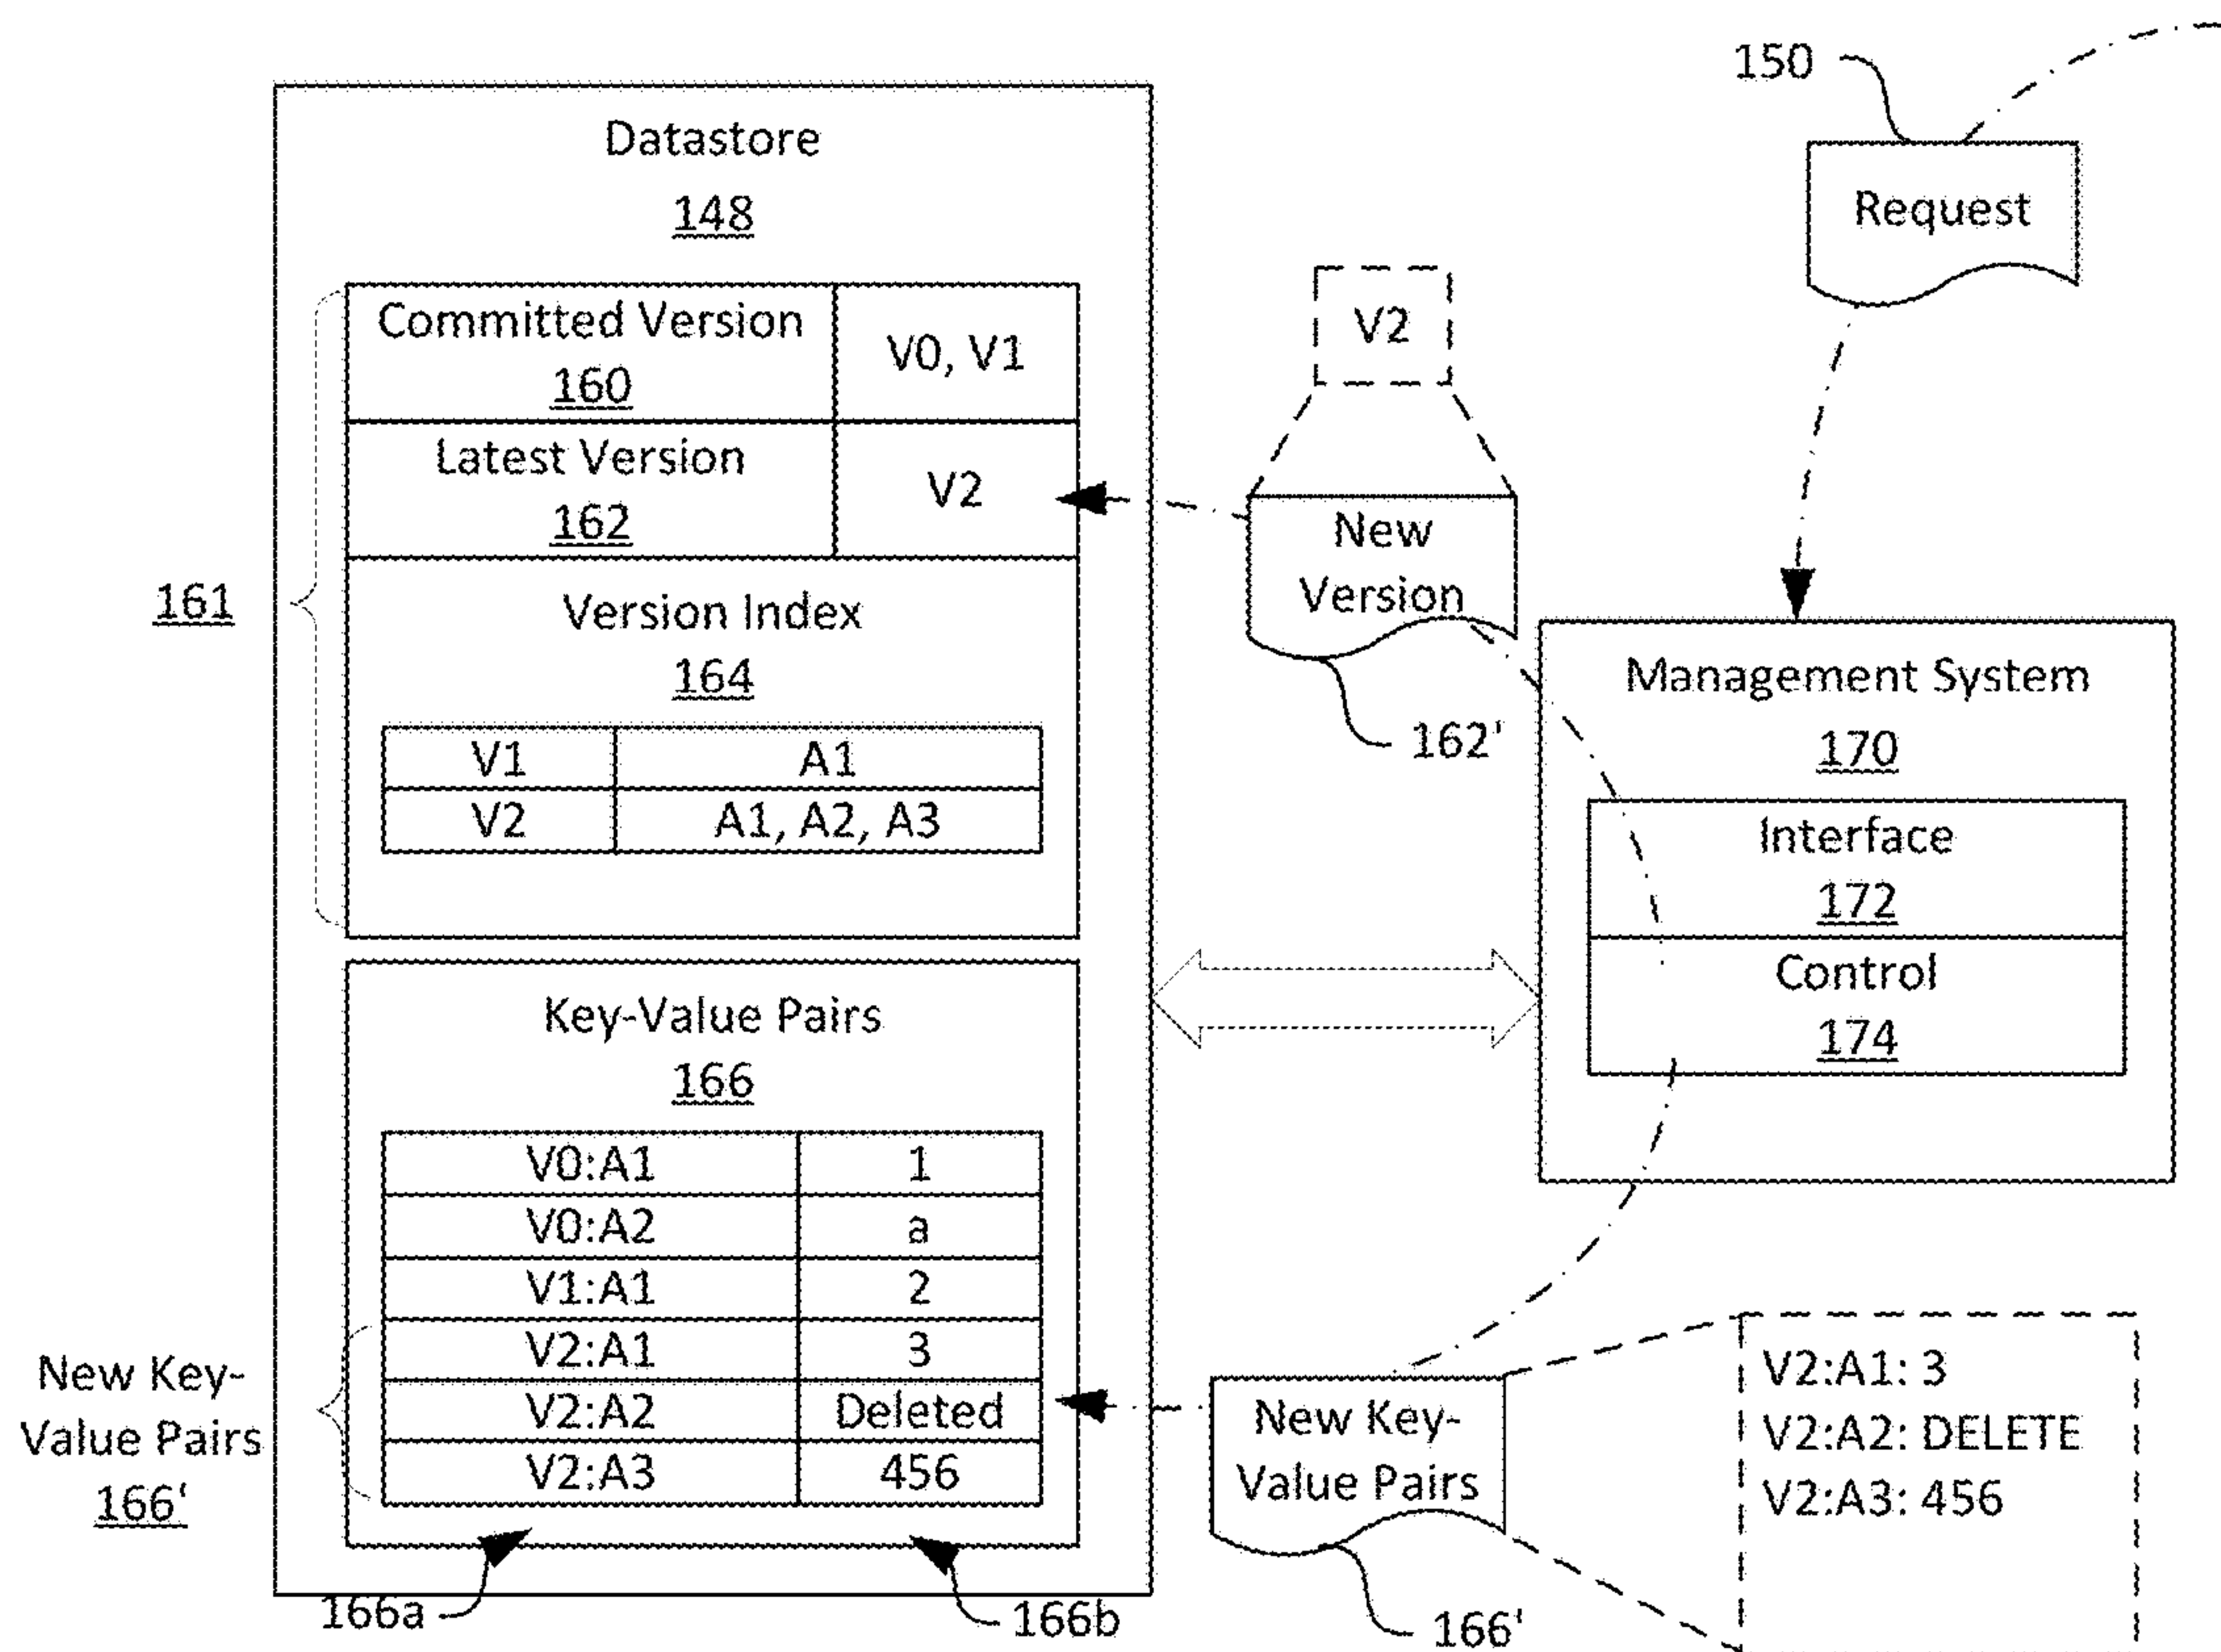 150
Request
Datastore
148
Committed Version
160
V0, V1
Latest Version
162
V2
161
Version Index
164
V1 A1
V2 A1, A2, A3
V2
New
Version
162'
Management System
170
Interface
172
Control
174
Key-Value Pairs
166
V0:A1 1
V0:A2 a
V1:A1 2
V2:A1 3
V2:A2 Deleted
V2:A3 456
New Key-
Value Pairs
166'
166a
166b
New Key-
Value Pairs
166'
V2:A1: 3
V2:A2: DELETE
V2:A3: 456